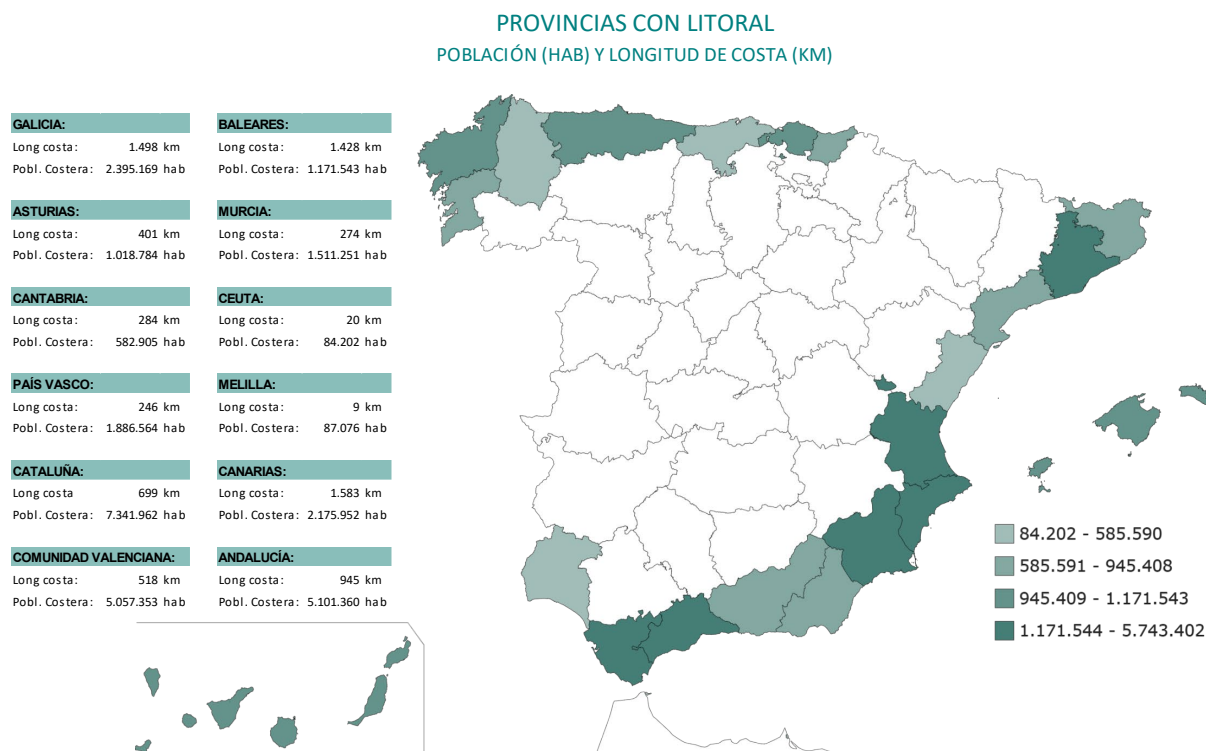 PROVINCIAS CON LITORAL
POBLACIÓN (HAB) Y LONGITUD DE COSTA (KM)
GALICIA:
Long costa: 1.498 km
Pobl. Costera: 2.395.169 hab
ASTURIAS:
Long costa: 401 km
Pobl. Costera: 1.018.784 hab
CANTABRIA:
Long costa: 284 km
Pobl. Costera: 582.905 hab
PAÍS VASCO:
Long costa: 246 km
Pobl. Costera: 1.886.564 hab
CATALUÑA:
Long costa 699 km
Pobl. Costera: 7.341.962 hab
COMUNIDAD VALENCIANA:
Long costa: 518 km
Pobl. Costera: 5.057.353 hab
BALEARES:
Long costa: 1.428 km
Pobl. Costera: 1.171.543 hab
MURCIA:
Long costa: 274 km
Pobl. Costera: 1.511.251 hab
CEUTA:
Long costa: 20 km
Pobl. Costera: 84.202 hab
MELILLA:
Long costa: 9 km
Pobl. Costera: 87.076 hab
CANARIAS:
Long costa: 1.583 km
Pobl. Costera: 2.175.952 hab
ANDALUCÍA:
Long costa: 945 km
Pobl. Costera: 5.101.360 hab
84.202 - 585.590
585.591 - 945.408
945.409 - 1.171.543
1.171.544 - 5.743.402